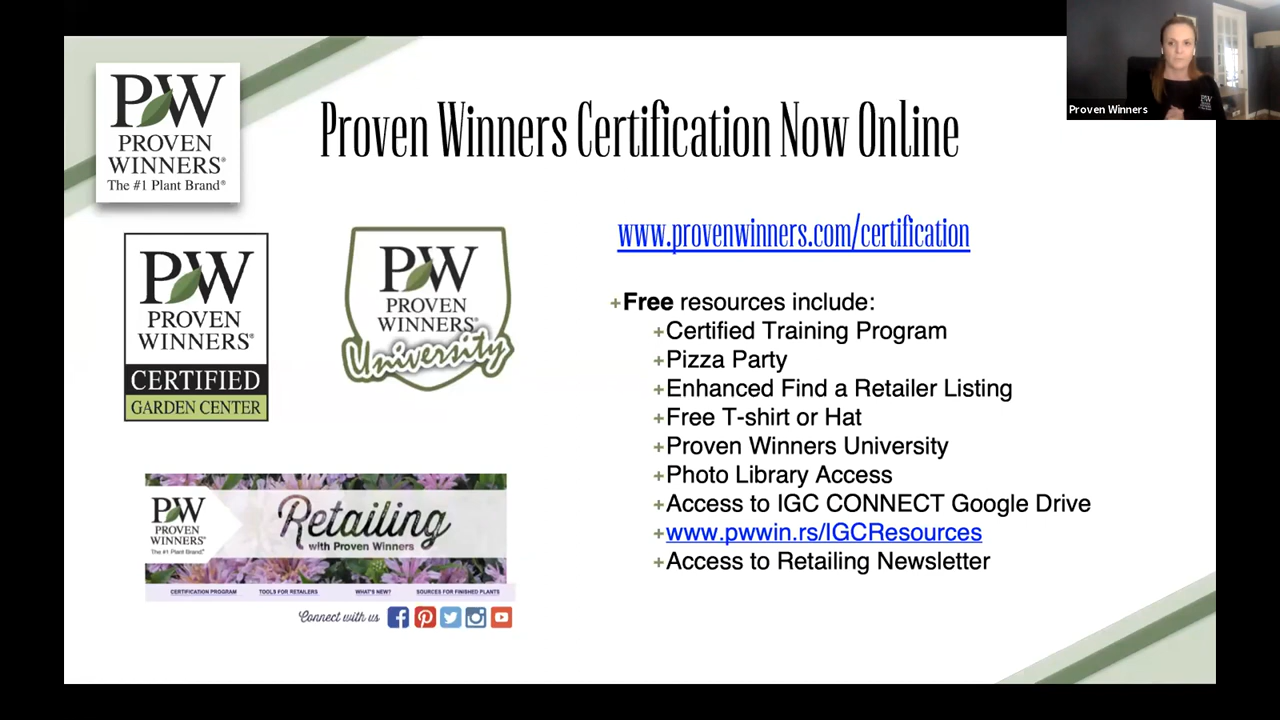 PW
PROVEN
WINNERS®
The #1 Plant Brand®
Proven Winners Certification Now Online
Proven Winners
PW
PROVEN
WINNERS®
CERTIFIED
GARDEN CENTER
PW
PROVEN
WINNERS®
University
www.provenwinners.com/certification
+Free resources include:
+Certified Training Program
+Pizza Party
+Enhanced Find a Retailer Listing
+Free T-shirt or Hat
+Proven Winners University
+Photo Library Access
+Access to IGC CONNECT Google Drive
+www.pwwin.rs/IGCResources
+Access to Retailing Newsletter
PW
PROVEN
WINNERS®
The #1 Plant Brand®
Retailing
with Proven Winners
CERTIFICATION PROGRAM TOOLS FOR RETAILERS WHAT'S NEW? SOURCES FOR FINISHED PLANTS
Connect with us
PW